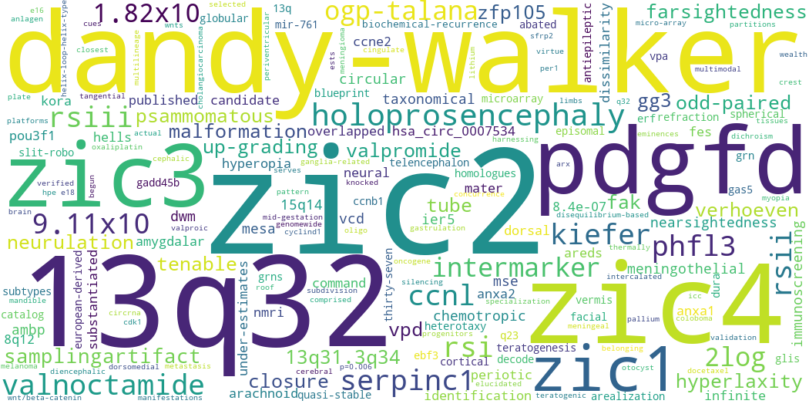 cues e16 1.82x10 globular selected 13q ogp-talana zfp105 micro-array abated farsightedness
anlagen helix-loop-helix-type multilineage cholangiocarcinoma mir-761 biochemical-recurrence sfrp2 partitions
dandy-walker
closest ests meningioma periventricular ccne2 cingulate lithium virtue per1 antiepileptic dissimilarity vpa multimodal wealth crest
plate kora tangential published candidate circular blueprint taxonomical microarray gg3 odd-paired
platforms rsiii psammomatous holoprosencephaly episomal erf refraction spherical limbs q32 tissues
pou3f1 hells actual malformation overlapped hsa_circ_0007534 harnessing fes eminences dichroism
slit-robo oxaliplatin up-grading valpromide
zic3 cephalic gadd45b hyperopia ganglia-related telencephalon homologues arx grn gas5
verified begun hpe e18 serves neural knocked mater zic2 pdgfd myopia
brain dwm pattern 15q14 ccnb1 tube fak 8.4e-07 verhoeven
9.11x10 valproic mesa mid-gestation genomewide vcd ier5 disequilibrium-based nearsightedness
neurulation amygdalar cyclind1 oligo gastrulation dorsal kiefer phfl3 rsii
13q32 european-derived substantiated tenable under-estimates intermarker areds thermally meningothelial immunoscreening
subtypes mandible grns roof command subdivision comprised thirty-seven oncogene silencing ccnl mse anxa2 specialization vermis intercalated dura
catalog circrna cdk1 nmri chemotropic facial icc anxa1 coloboma
ambp 8q12 vpd heterotaxy progenitors q23 teratogenesis pallium meningeal validation zic4
samplingartifact 13q31.3q34 ebf3 rsi decode belonging 2log glis
melanoma diencephalic dorsomedial metastasis cerebral p=0.006 cortical periodic otocyst docetaxel hyperlaxity
valnoctamide closure serpinc1 elucidated zic1
wnt/beta-catenin manifestations arachnoid quasi-stable identification teratogenic arealization infinite